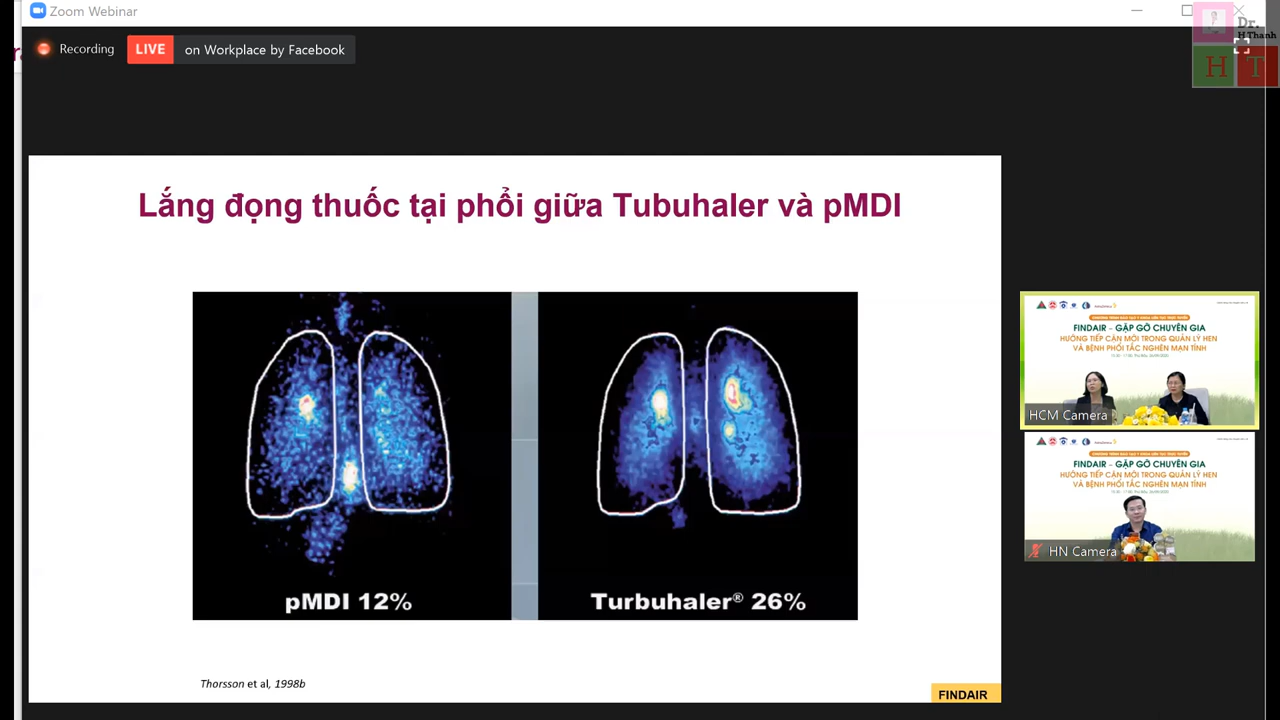 Zoom Webinar
Recording
LIVE
on Workplace by Facebook
Dr.
H Thanh
H T
Lắng đọng thuốc tại phổi giữa Tubuhaler và pMDI
pMDI 12%
Turbuhaler® 26%
Thorsson et al, 1998b
FINDAIR
FINDAIR – GẶP GỠ CHUYÊN GIA
HƯỚNG TIẾP CẬN MỚI TRONG QUẢN LÝ HEN
VÀ BỆNH PHỔI TẮC NGHẼN MẠN TÍNH
HCM Camera
FINDAIR – GẶP GỠ CHUYÊN GIA
HƯỚNG TIẾP CẬN MỚI TRONG QUẢN LÝ HEN
VÀ BỆNH PHỔI TẮC NGHẼN MẠN TÍNH
HN Camera